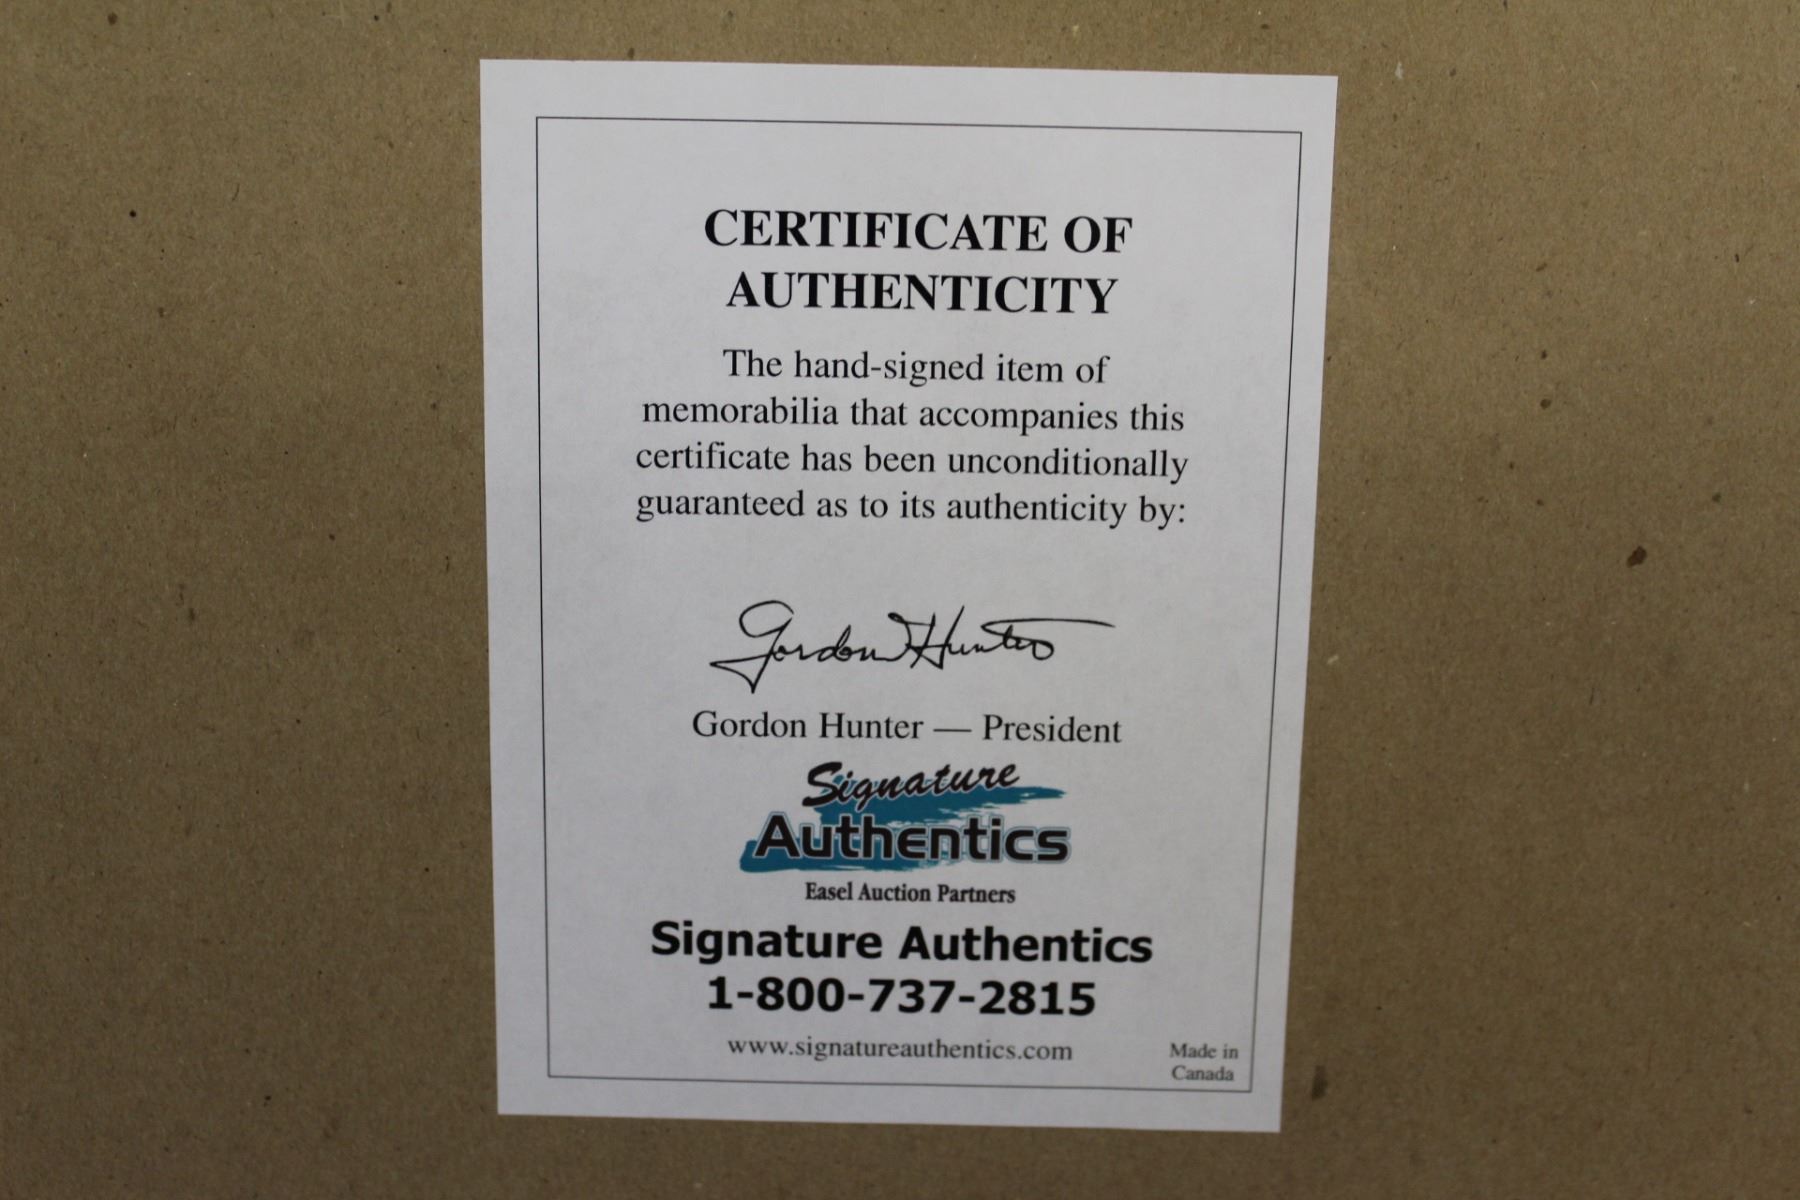 CERTIFICATE OF
AUTHENTICITY
The hand-signed item of
memorabilia that accompanies this
certificate has been unconditionally
guaranteed as to its authenticity by:
Gordon Hunter
Gordon Hunter — President
Signature
Authentics
Easel Auction Partners
Signature Authentics
1-800-737-2815
www.signatureauthentics.com
Made in
Canada